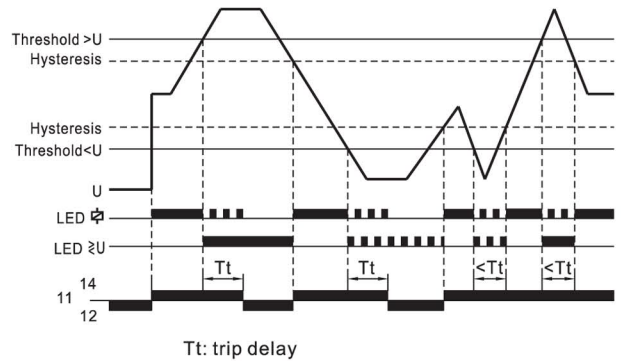 Threshold >U
Hysteresis
Hysteresis
Threshold<U
U
LED
LED ≷U
Tt
Tt
<Tt
<Tt
14
11
12
Tt: trip delay